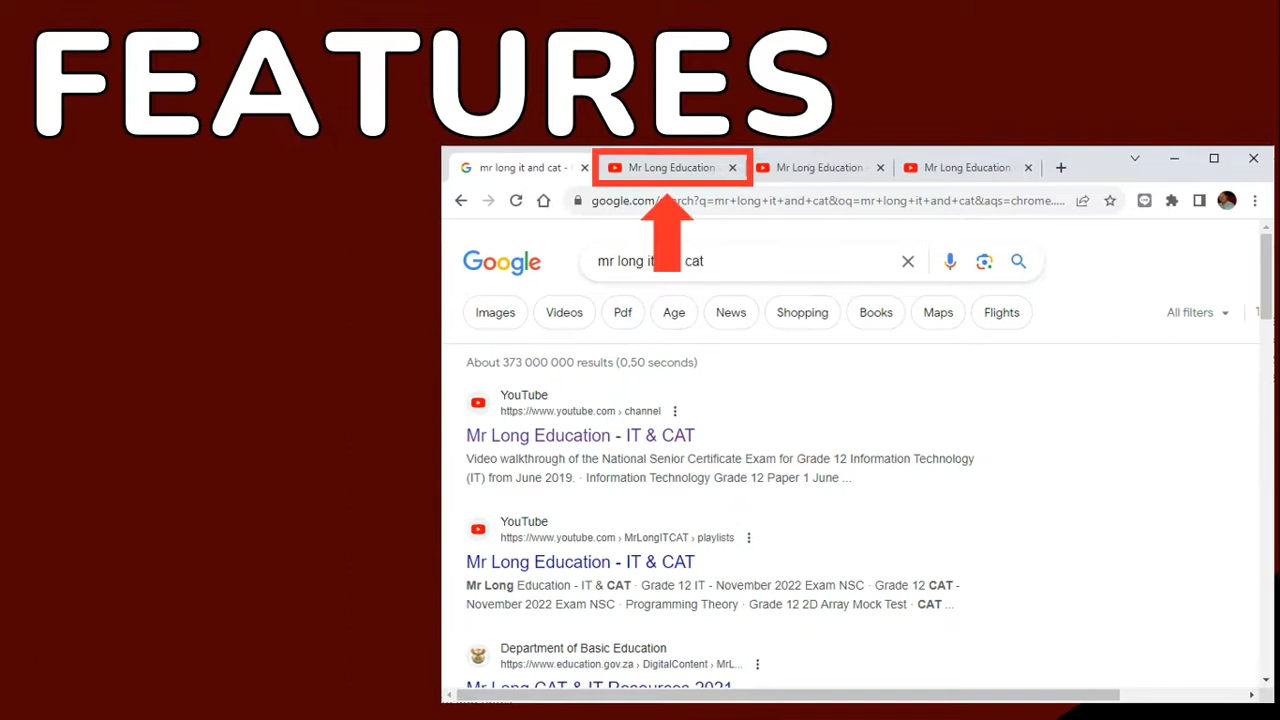 FEATURES
mr long it and cat -
Mr Long Education
Mr Long Education
Mr Long Education
google.com/ rch?q=mr+long+it+and+cat&oq=mr+long+it+and+cat&aqs=chrome.....
Google
mr long it cat
Images
Videos
Pdf
Age
News
Shopping
Books
Maps
Flights
All filters
About 373 000 000 results (0,50 seconds)
YouTube
https://www.youtube.com › channel
Mr Long Education - IT & CAT
Video walkthrough of the National Senior Certificate Exam for Grade 12 Information Technology
(IT) from June 2019. · Information Technology Grade 12 Paper 1 June ...
YouTube
https://www.youtube.com › MrLongITCAT › playlists
Mr Long Education - IT & CAT
Mr Long Education - IT & CAT · Grade 12 IT - November 2022 Exam NSC · Grade 12 CAT -
November 2022 Exam NSC · Programming Theory · Grade 12 2D Array Mock Test · CAT ...
Department of Basic Education
https://www.education.gov.za › DigitalContent › MrL...
Mr Long CAT & IT Resources 2021